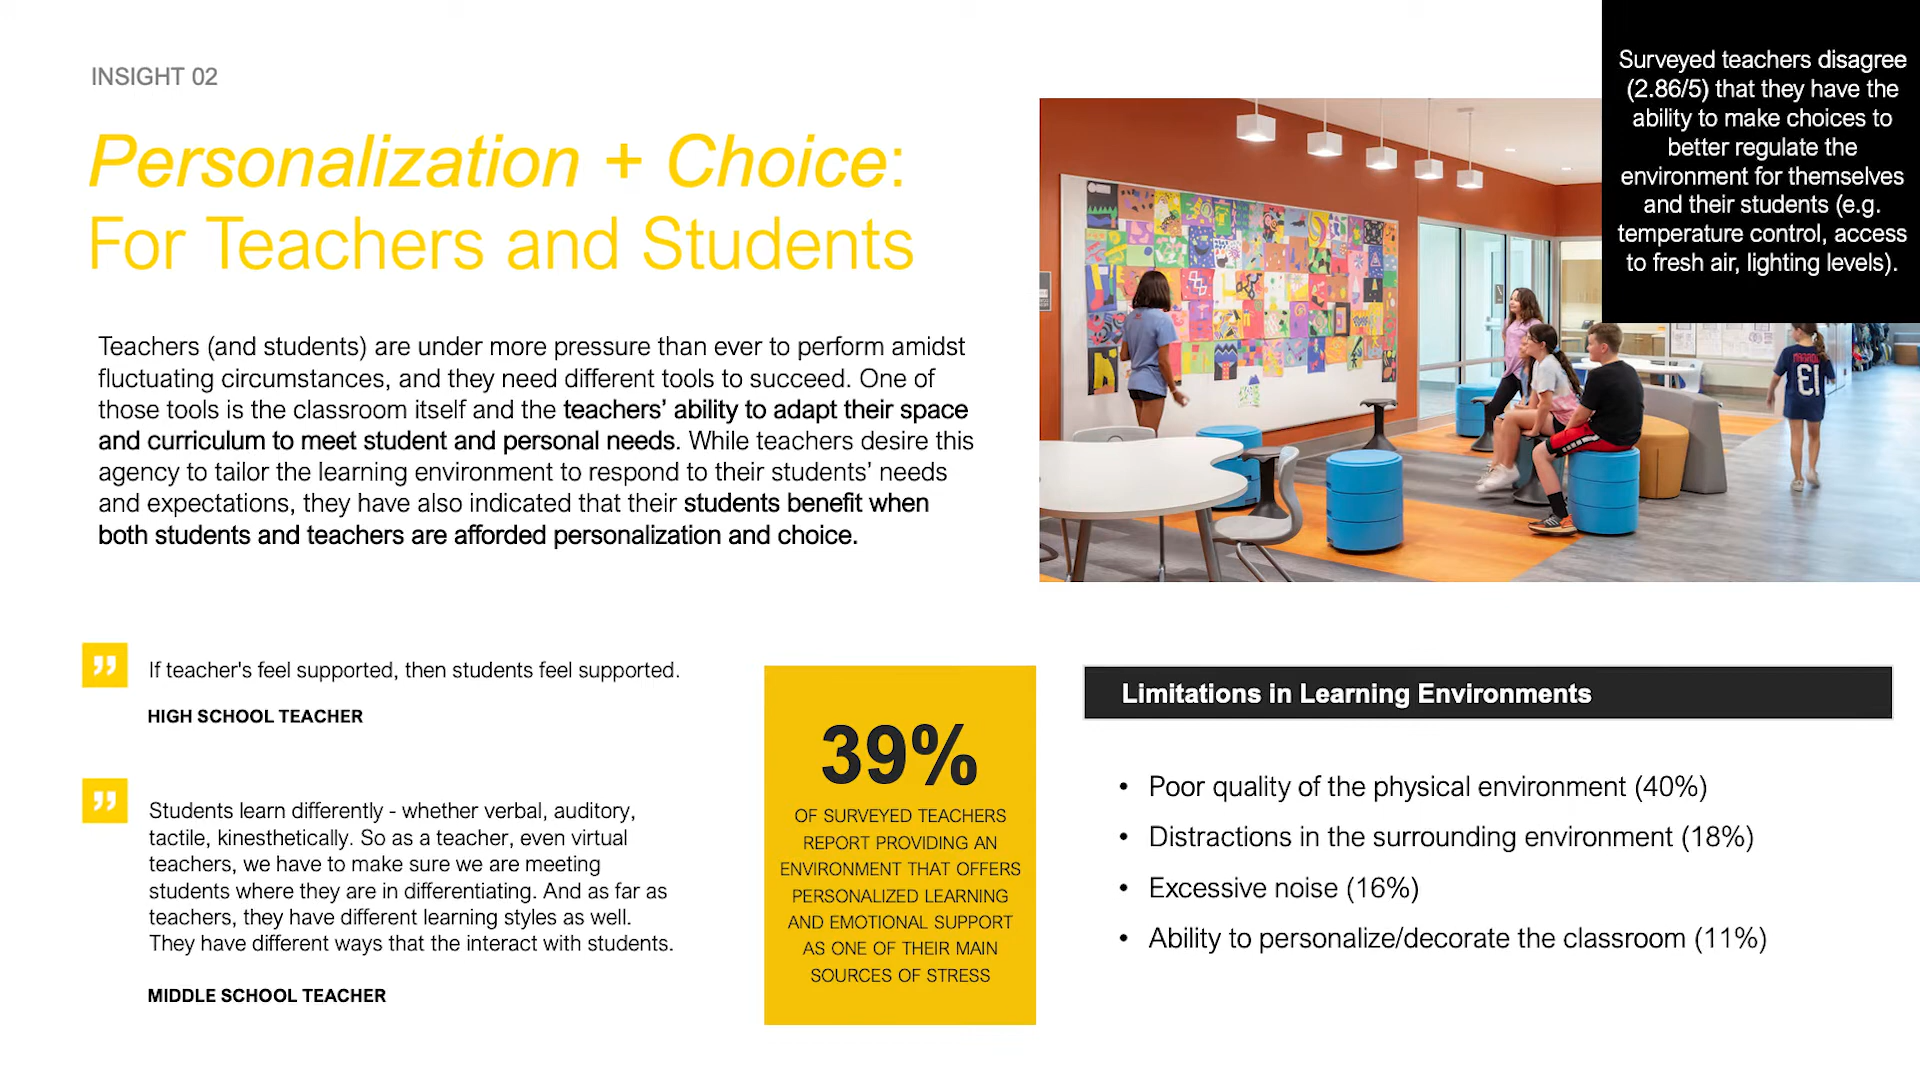 INSIGHT 02
Personalization + Choice:
For Teachers and Students
Teachers (and students) are under more pressure than ever to perform amidst
fluctuating circumstances, and they need different tools to succeed. One of
those tools is the classroom itself and the teachers’ ability to adapt their space
and curriculum to meet student and personal needs. While teachers desire this
agency to tailor the learning environment to respond to their students’ needs
and expectations, they have also indicated that their students benefit when
both students and teachers are afforded personalization and choice.
Surveyed teachers disagree
(2.86/5) that they have the
ability to make choices to
better regulate the
environment for themselves
and their students (e.g.
temperature control, access
to fresh air, lighting levels).
If teacher's feel supported, then students feel supported.
HIGH SCHOOL TEACHER
Students learn differently - whether verbal, auditory,
tactile, kinesthetically. So as a teacher, even virtual
teachers, we have to make sure we are meeting
students where they are in differentiating. And as far as
teachers, they have different learning styles as well.
They have different ways that the interact with students.
MIDDLE SCHOOL TEACHER
39%
OF SURVEYED TEACHERS
REPORT PROVIDING AN
ENVIRONMENT THAT OFFERS
PERSONALIZED LEARNING
AND EMOTIONAL SUPPORT
AS ONE OF THEIR MAIN
SOURCES OF STRESS
Limitations in Learning Environments
• Poor quality of the physical environment (40%)
• Distractions in the surrounding environment (18%)
• Excessive noise (16%)
• Ability to personalize/decorate the classroom (11%)